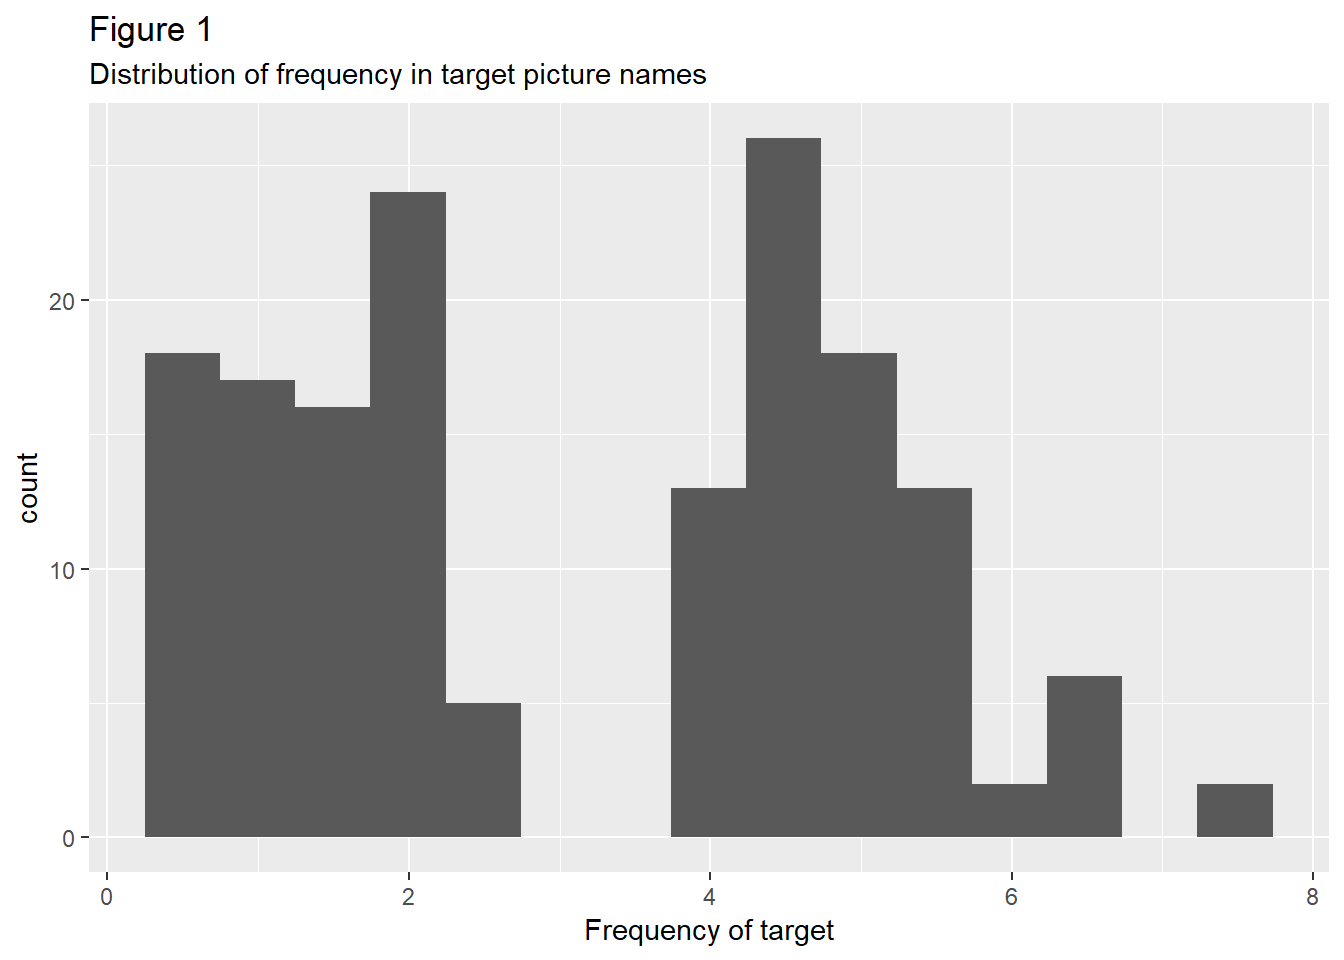 Figure 1
Distribution of frequency in target picture names
count
20
10
0
0 2 4 6 8
Frequency of target